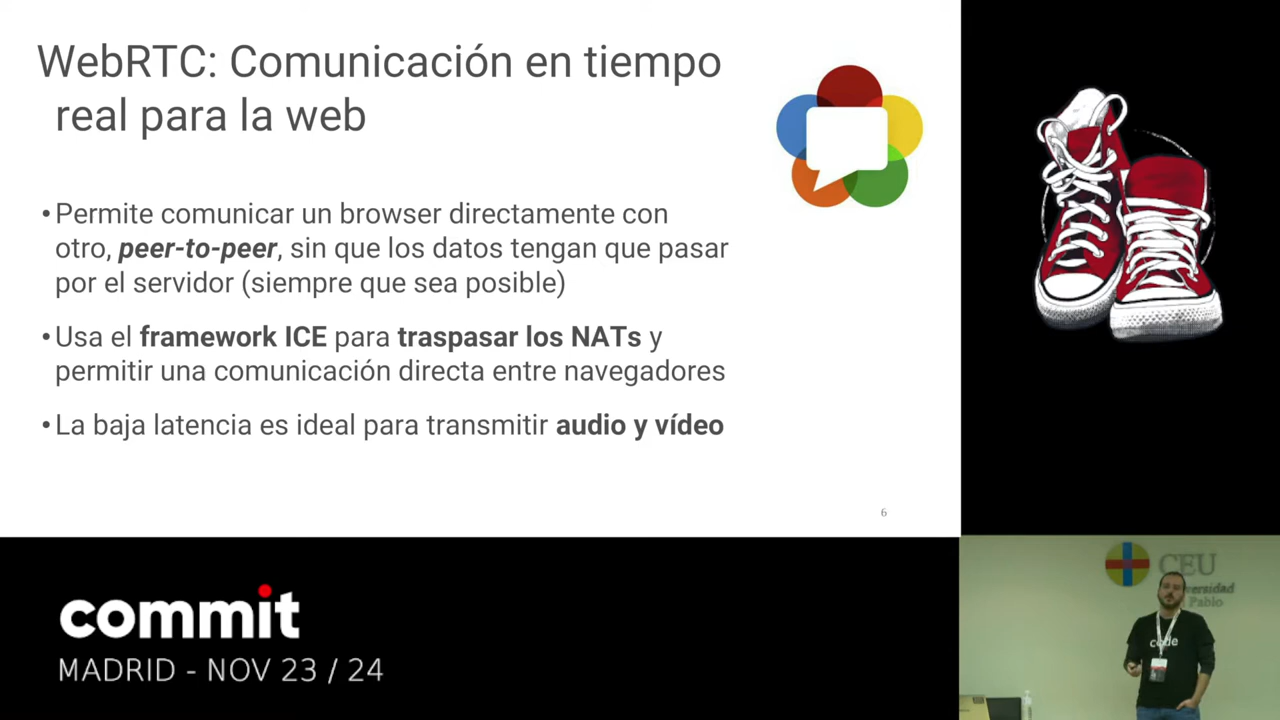 WebRTC: Comunicación en tiempo
real para la web
•Permite comunicar un browser directamente con
otro, peer-to-peer, sin que los datos tengan que pasar
por el servidor (siempre que sea posible)
•Usa el framework ICE para traspasar los NATs y
permitir una comunicación directa entre navegadores
•La baja latencia es ideal para transmitir audio y vídeo
6
commit
MADRID - NOV 23 / 24
CEU
Pablo
code